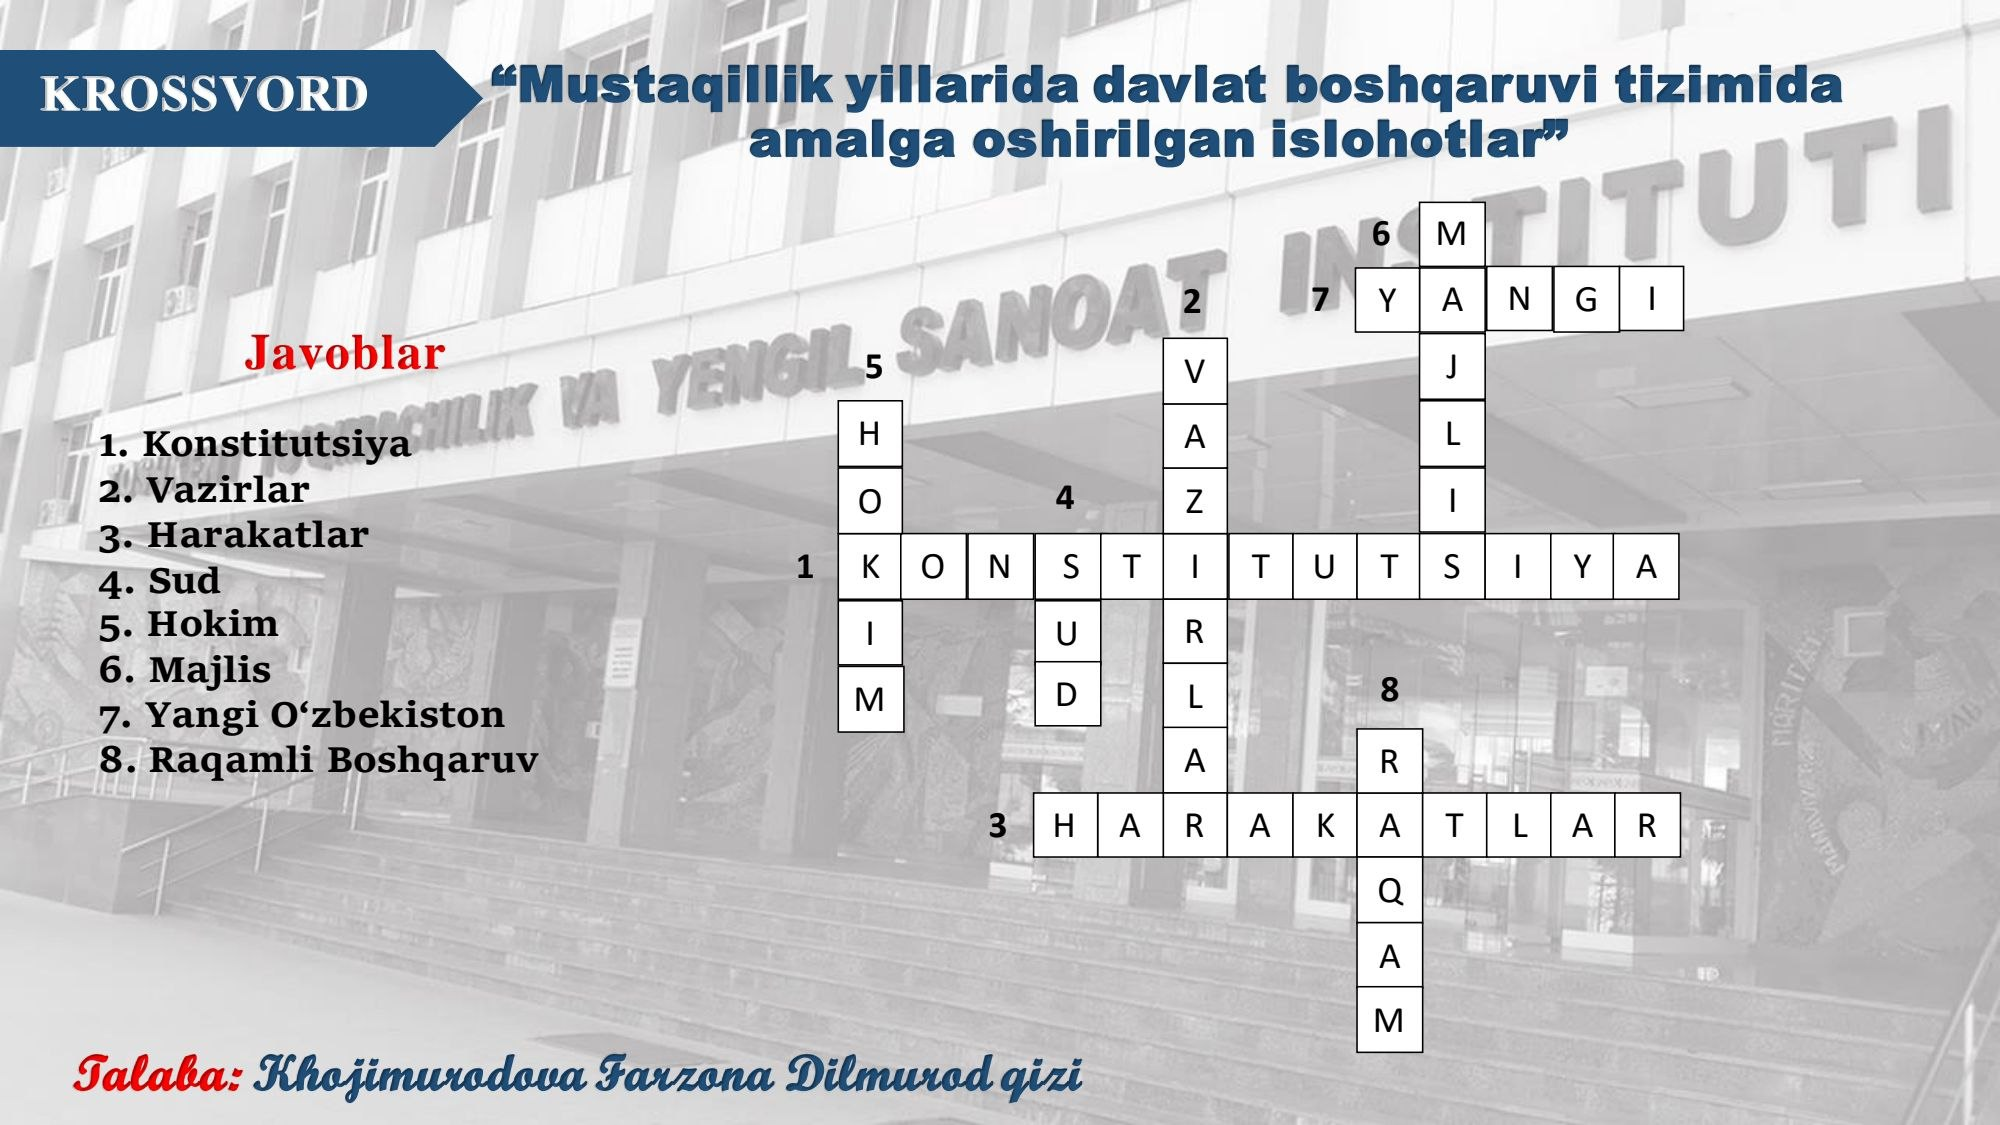 KROSSVORD
“Mustaqillik yillarida davlat boshqaruvi tizimida
amalga oshirilgan islohotlar”
Javoblar
1. Konstitutsiya
2. Vazirlar
3. Harakatlar
4. Sud
5. Hokim
6. Majlis
7. Yangi O‘zbekiston
8. Raqamli Boshqaruv
6 M
2 7 Y A N G I
5 V J
H A L
O 4 Z I
1 K O N S T I T U T S I Y A
I U R
M D L 8
A R
3 H A R A K A T L A R
Q
A
M
TOQIMACHILIK VA YENGIL SANOAT INSTITUTI
Talaba: Khojimurodova Farzona Dilmurod qizi